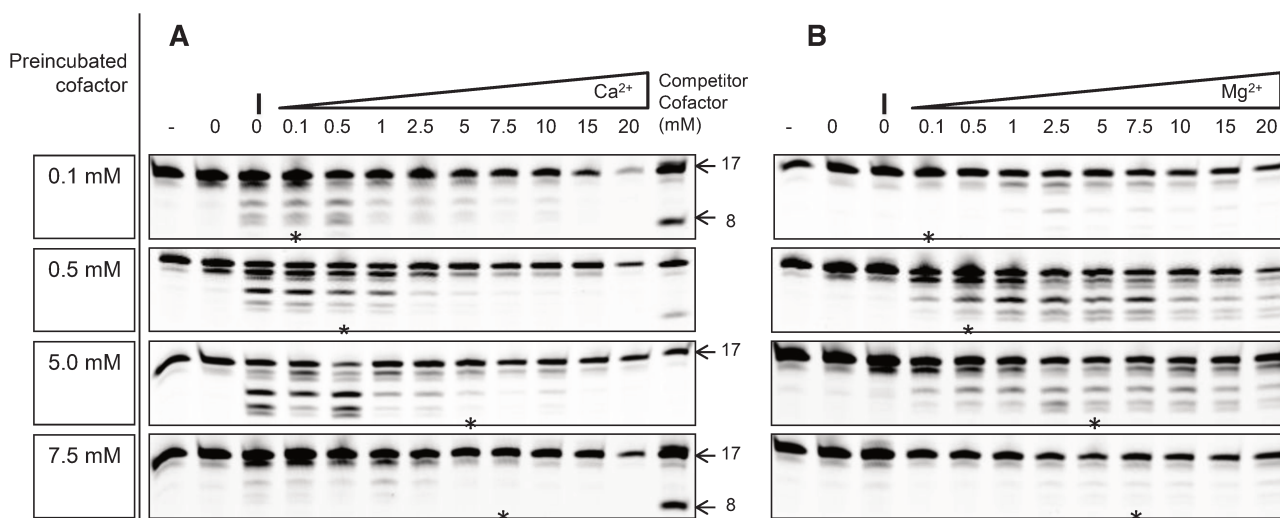 A
B
Preincubated
cofactor
Ca²⁺
Competitor
Cofactor
(mM)
Mg²⁺
- 0 0 0.1 0.5 1 2.5 5 7.5 10 15 20
- 0 0 0.1 0.5 1 2.5 5 7.5 10 15 20
0.1 mM
17
8
*
*
0.5 mM
*
*
5.0 mM
17
*
*
7.5 mM
17
8
*
*